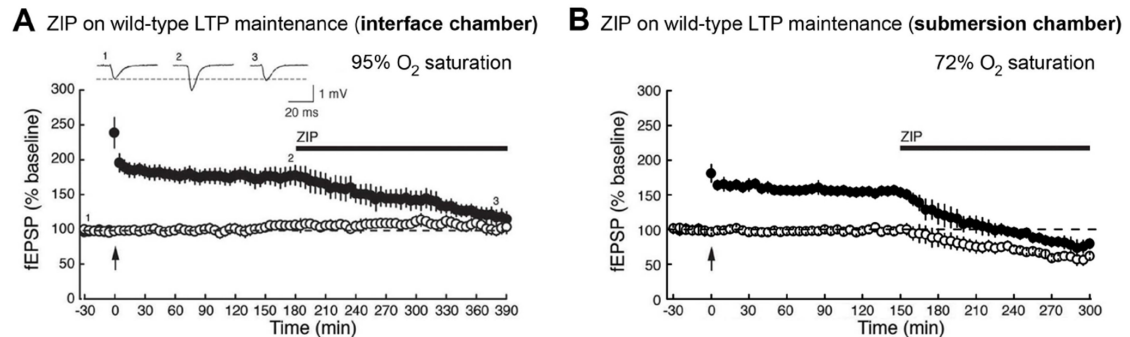 A ZIP on wild-type LTP maintenance (interface chamber)
95% O₂ saturation
1 2 3
1 mV
20 ms
fEPSP (% baseline)
300
250
200
150
100
50
0
ZIP
1
2
3
-30 0 30 60 90 120 150 180 210 240 270 300 330 360 390
Time (min)
B ZIP on wild-type LTP maintenance (submersion chamber)
72% O₂ saturation
fEPSP (% baseline)
300
250
200
150
100
50
0
ZIP
-30 0 30 60 90 120 150 180 210 240 270 300
Time (min)